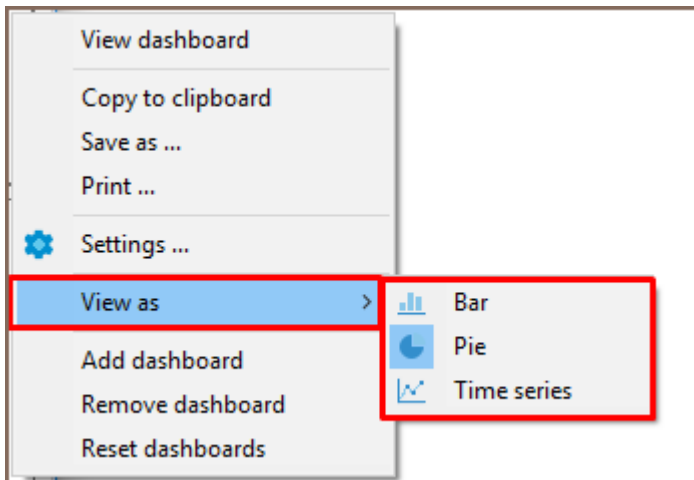 View dashboard
Copy to clipboard
Save as ...
Print ...
Settings ...
View as
Bar
Pie
Time series
Add dashboard
Remove dashboard
Reset dashboards